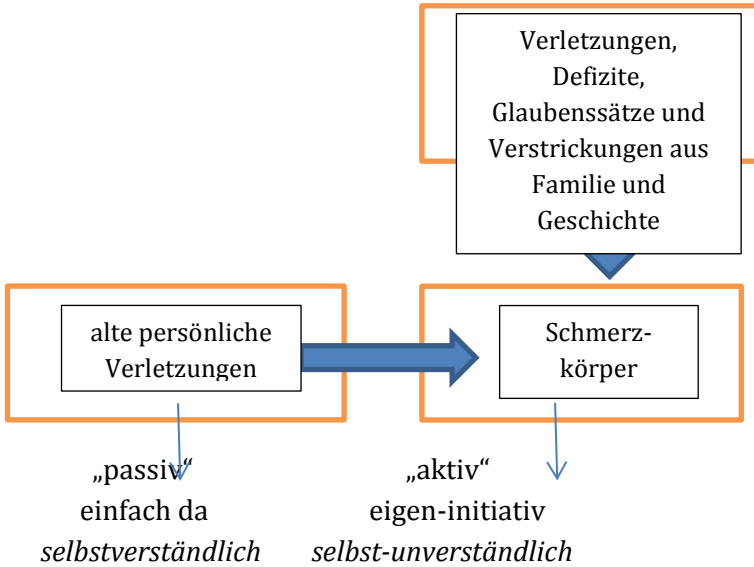 Verletzungen,
Defizite,
Glaubenssätze und
Verstrickungen aus
Familie und
Geschichte
alte persönliche
Verletzungen
Schmerz-
körper
„passiv“
einfach da
selbstverständlich
„aktiv“
eigen-initiativ
selbst-unverständlich